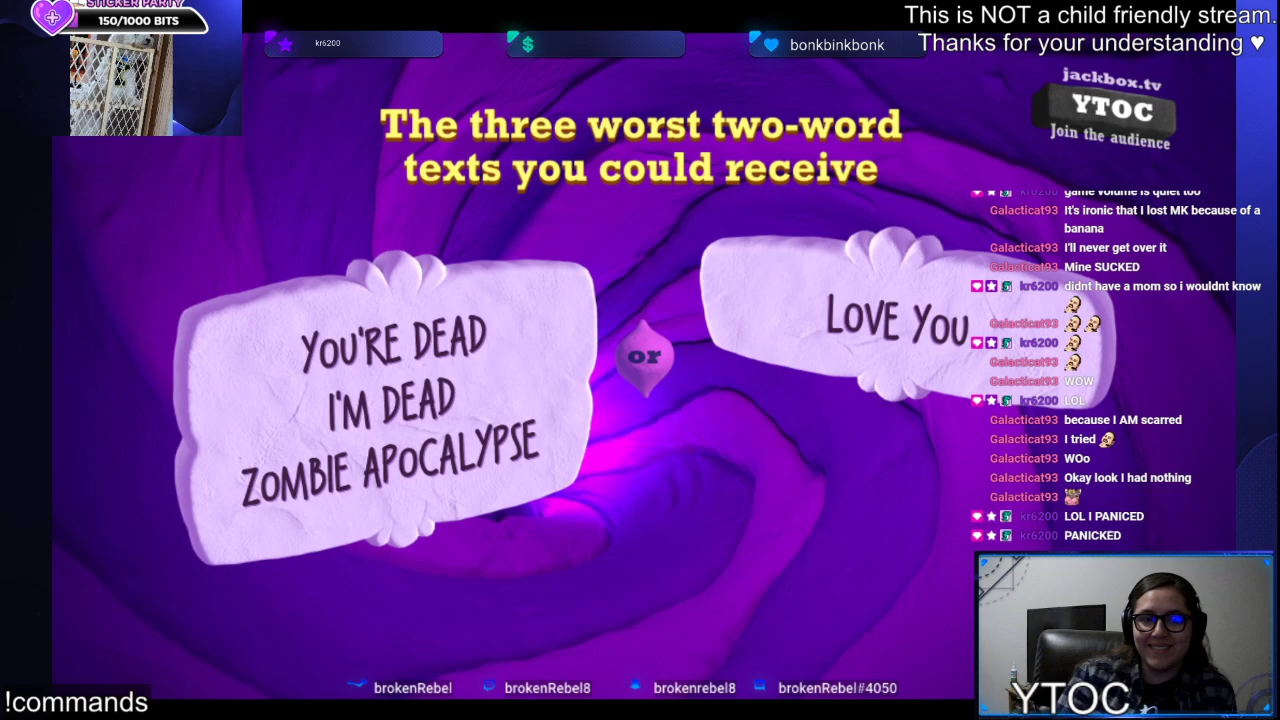 STICKER PARTY
150/1000 BITS
kr6200
$
bonkbinkbonk
This is NOT a child friendly stream.
Thanks for your understanding ♥
jackbox.tv
YTOC
Join the audience
The three worst two-word
texts you could receive
YOU'RE DEAD
I'M DEAD
ZOMBIE APOCALYPSE
or
LOVE YOU
kr6200 game volume is quiet too
Galacticat93 It's ironic that I lost MK because of a
banana
Galacticat93 I'll never get over it
Galacticat93 Mine SUCKED
kr6200 didnt have a mom so i wouldnt know
Galacticat93
kr6200
Galacticat93
Galacticat93 WOW
kr6200 LOL
Galacticat93 because I AM scarred
Galacticat93 I tried
Galacticat93 WOo
Galacticat93 Okay look I had nothing
Galacticat93
kr6200 LOL I PANICED
kr6200 PANICKED
YTOC
!commands
brokenRebel
brokenRebel8
brokenrebel8
brokenRebel#4050